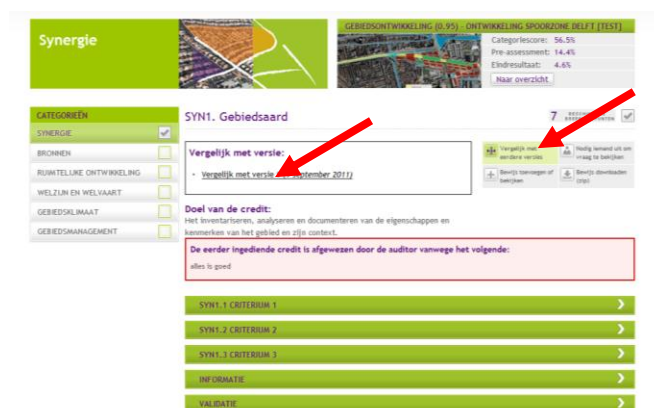 GEBIEDSONTWIKKELING (0.95) - ONTWIKKELING SPOORZONE DELFT [TEST]
Synergie
Categoriescore: 56.5%
Pre-assessment: 14.4%
Eindresultaat: 4.6%
Naar overzicht
CATEGORIEËN
SYNERGIE
BRONNEN
RUIMTELIJKE ONTWIKKELING
WELZIJN EN WELVAART
GEBIEDSKLIMAAT
GEBIEDSMANAGEMENT
SYN1. Gebiedsaard
7
Vergelijk met versie:
Vergelijk met versie september 2011)
Vergelijk met
eerdere versies
Nodig iemand uit om
vraag te bekijken
Bewijs toevoegen of
bekijken
Bewijs downloaden
(zip)
Doel van de credit:
Het inventariseren, analyseren en documenteren van de eigenschappen en
kenmerken van het gebied en zijn context.
De eerder ingediende credit is afgewezen door de auditor vanwege het volgende:
alles is goed
SYN1.1 CRITERIUM 1
SYN1.2 CRITERIUM 2
SYN1.3 CRITERIUM 3
INFORMATIE
VALIDATIE